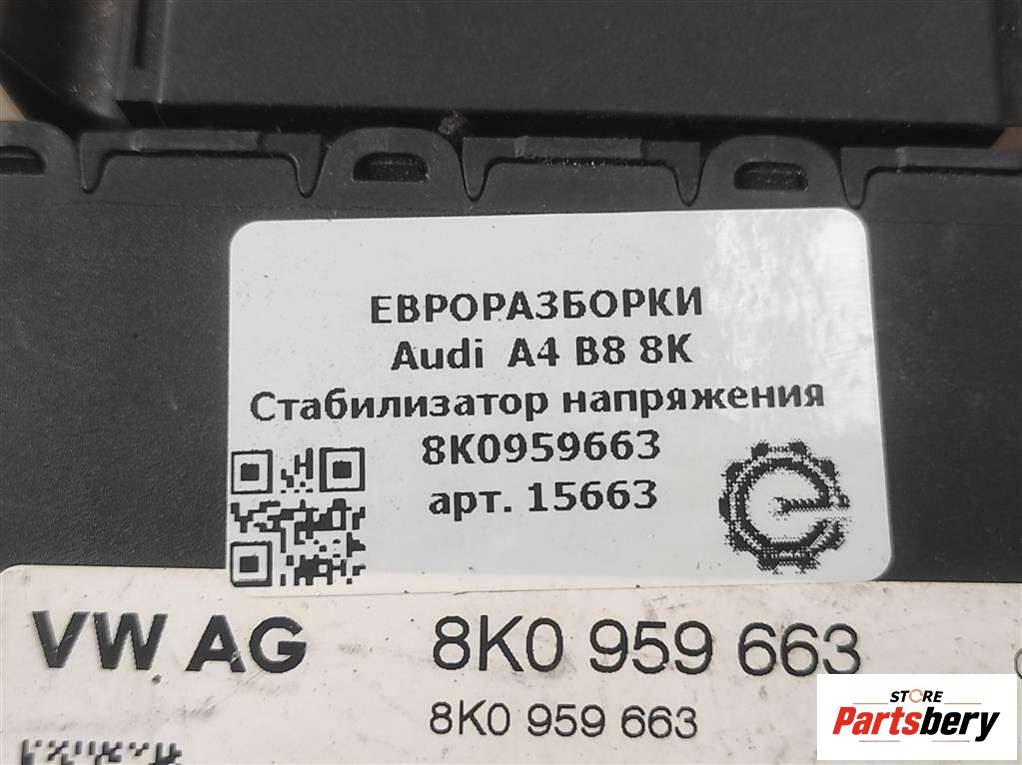 ЕВРОРАЗБОРКИ
Audi A4 B8 8K
Стабилизатор напряжения
8K0959663
арт. 15663
VW AG 8K0 959 663
8K0 959 663
STORE
Partsbery